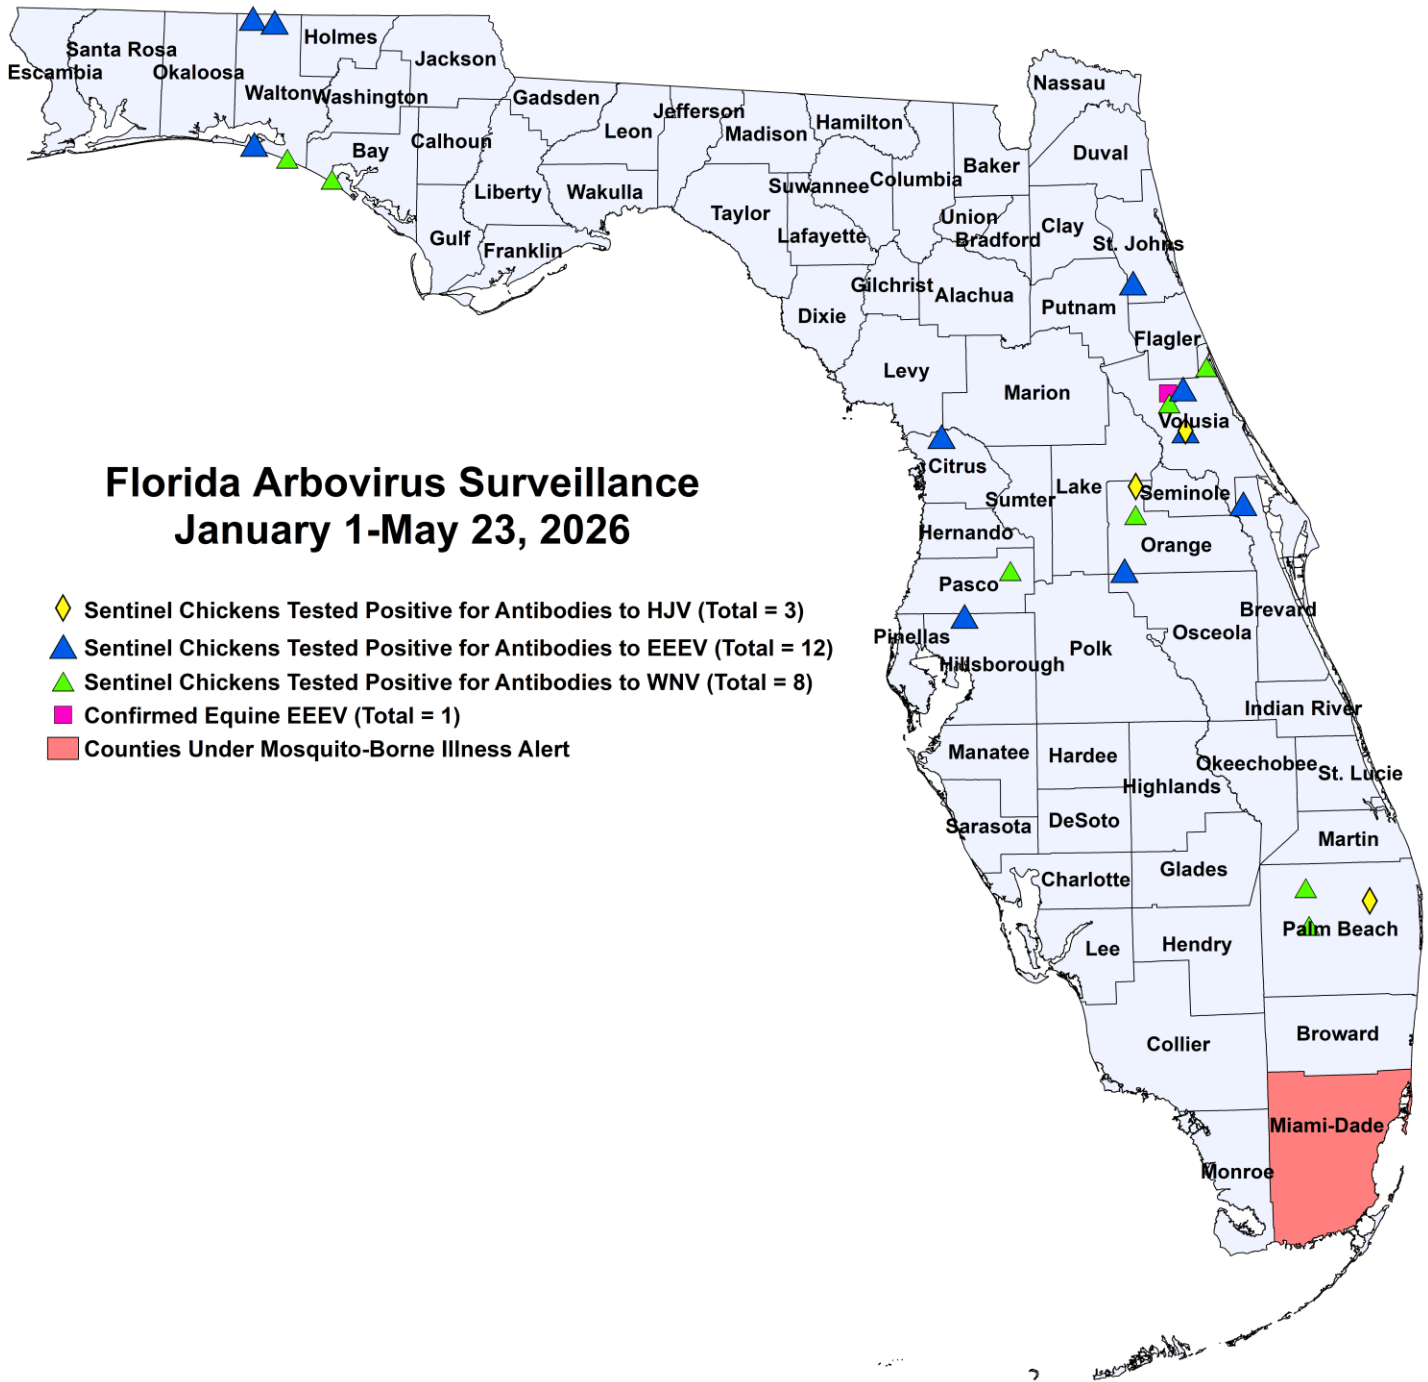 Escambia
Santa Rosa
Okaloosa
Walton
Holmes
Washington
Jackson
Bay
Calhoun
Gulf
Gadsden
Liberty
Franklin
Leon
Wakulla
Jefferson
Madison
Taylor
Hamilton
Suwannee
Lafayette
Dixie
Columbia
Gilchrist
Baker
Union
Bradford
Alachua
Levy
Nassau
Duval
Clay
St. Johns
Putnam
Flagler
Marion
Volusia
Citrus
Sumter
Lake
Seminole
Hernando
Orange
Pasco
Brevard
Pinellas
Hillsborough
Polk
Osceola
Indian River
Manatee
Hardee
Highlands
Okeechobee
St. Lucie
Sarasota
DeSoto
Martin
Charlotte
Glades
Lee
Hendry
Palm Beach
Collier
Broward
Monroe
Miami-Dade
Florida Arbovirus Surveillance
January 1-May 23, 2026
Sentinel Chickens Tested Positive for Antibodies to HJV (Total = 3)
Sentinel Chickens Tested Positive for Antibodies to EEEV (Total = 12)
Sentinel Chickens Tested Positive for Antibodies to WNV (Total = 8)
Confirmed Equine EEEV (Total = 1)
Counties Under Mosquito-Borne Illness Alert